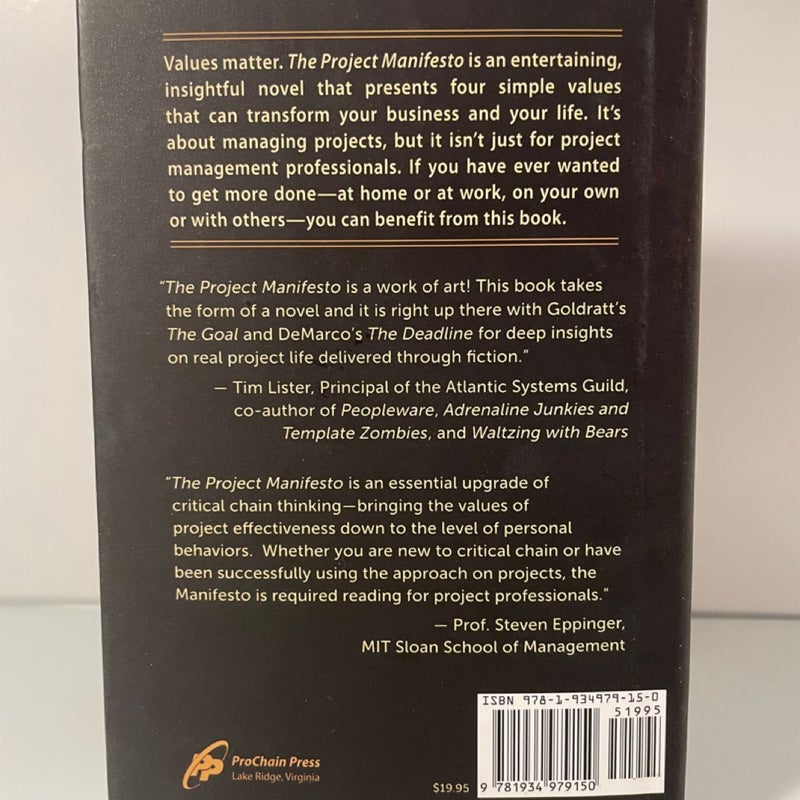 Values matter. The Project Manifesto is an entertaining,
insightful novel that presents four simple values
that can transform your business and your life. It's
about managing projects, but it isn't just for project
management professionals. If you have ever wanted
to get more done—at home or at work, on your own
or with others—you can benefit from this book.
"The Project Manifesto is a work of art! This book takes
the form of a novel and it is right up there with Goldratt's
The Goal and DeMarco's The Deadline for deep insights
on real project life delivered through fiction."
— Tim Lister, Principal of the Atlantic Systems Guild,
co-author of Peopleware, Adrenaline Junkies and
Template Zombies, and Waltzing with Bears
"The Project Manifesto is an essential upgrade of
critical chain thinking—bringing the values of
project effectiveness down to the level of personal
behaviors. Whether you are new to critical chain or have
been successfully using the approach on projects, the
Manifesto is required reading for project professionals."
— Prof. Steven Eppinger,
MIT Sloan School of Management
PP
ProChain Press
Lake Ridge, Virginia
$19.95
ISBN 978-1-934979-15-0
51995
9 781934 979150